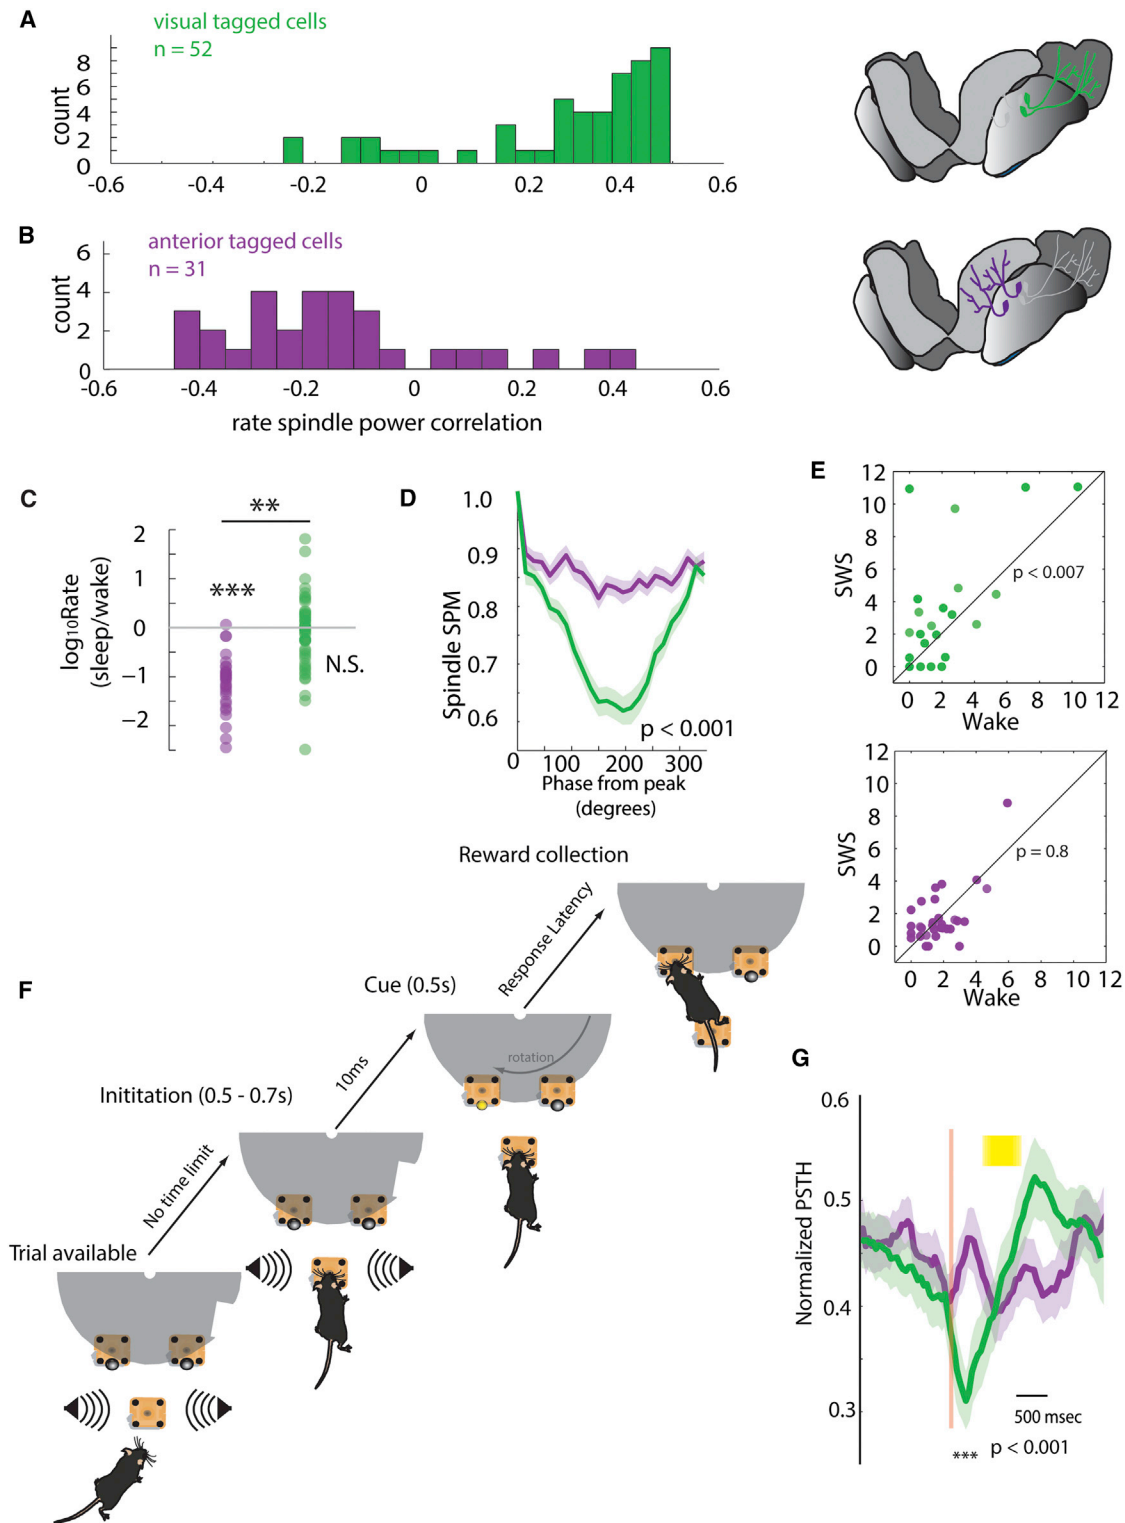 A
visual tagged cells
n = 52
count
8
6
4
2
0
-0.6 -0.4 -0.2 0 0.2 0.4 0.6
B
anterior tagged cells
n = 31
count
6
4
2
0
-0.6 -0.4 -0.2 0 0.2 0.4 0.6
rate spindle power correlation
C
log10Rate
(sleep/wake)
2
1
0
−1
−2
**
***
N.S.
D
Spindle SPM
1.0
0.9
0.8
0.7
0.6
p < 0.001
0 100 200 300
Phase from peak
(degrees)
E
SWS
12
10
8
6
4
2
0
p < 0.007
0 2 4 6 8 10 12
Wake
SWS
12
10
8
6
4
2
0
p = 0.8
0 2 4 6 8 10 12
Wake
F
Trial available
No time limit
Inititation (0.5 - 0.7s)
10ms
Cue (0.5s)
rotation
Response Latency
Reward collection
G
Normalized PSTH
0.6
0.5
0.4
0.3
500 msec
*** p < 0.001